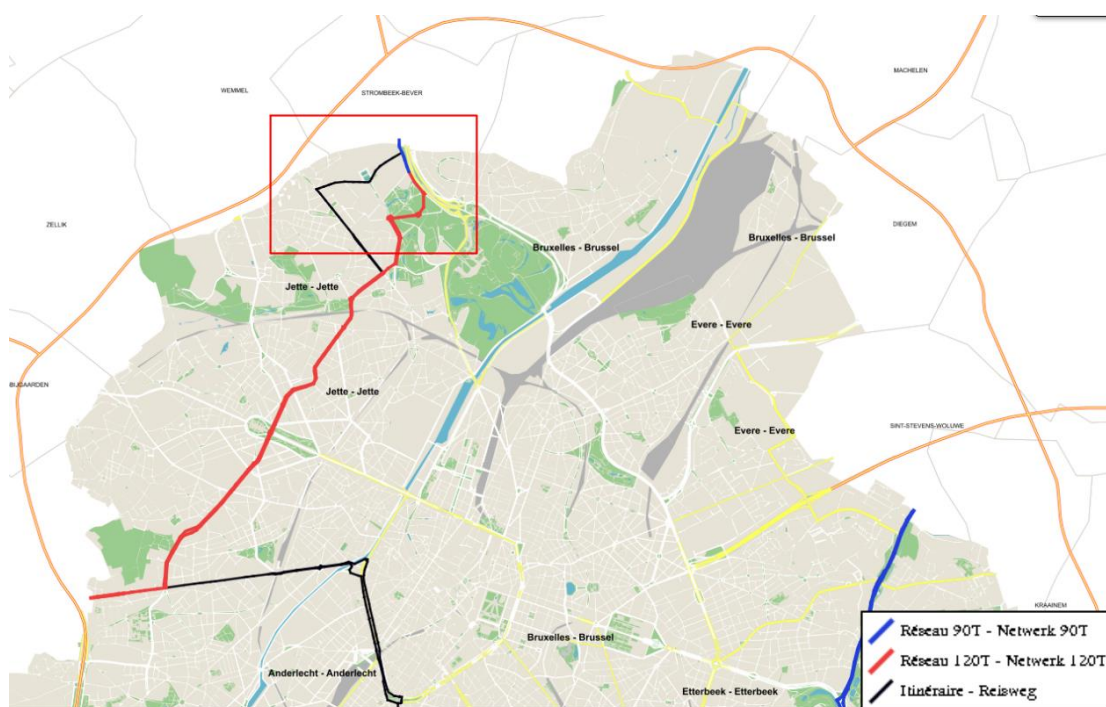 MACHELEN
WEMMEL
STROMBEEK-BEVER
ZELLIK
DIEGEM
Bruxelles - Brussel
Bruxelles - Brussel
Jette - Jette
Evere - Evere
BIJGAARDEN
Jette - Jette
SINT-STEVENS-WOLUWE
Evere - Evere
KRAAINEM
Réseau 90T - Netwerk 90T
Bruxelles - Brussel
Réseau 120T - Netwerk 120T
Anderlecht - Anderlecht
Etterbeek - Etterbeek
Itinéraire - Reisweg